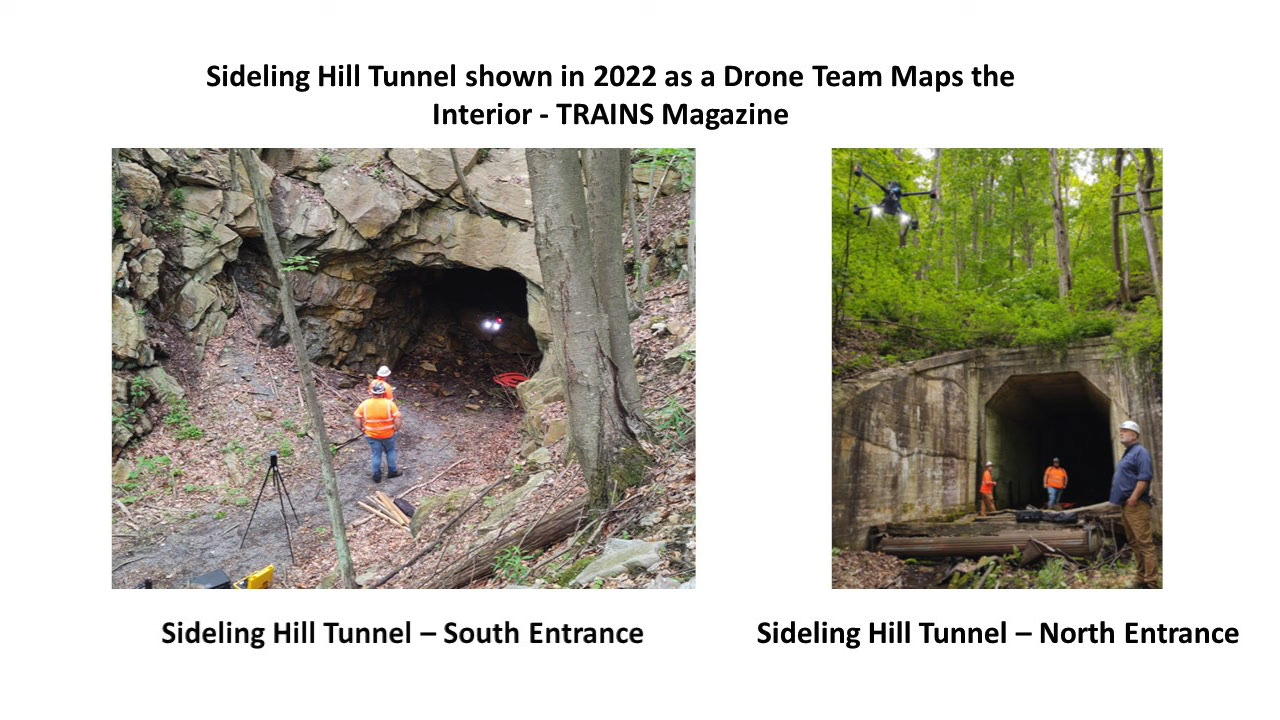 Sideling Hill Tunnel shown in 2022 as a Drone Team Maps the
Interior - TRAINS Magazine
Sideling Hill Tunnel – South Entrance
Sideling Hill Tunnel – North Entrance